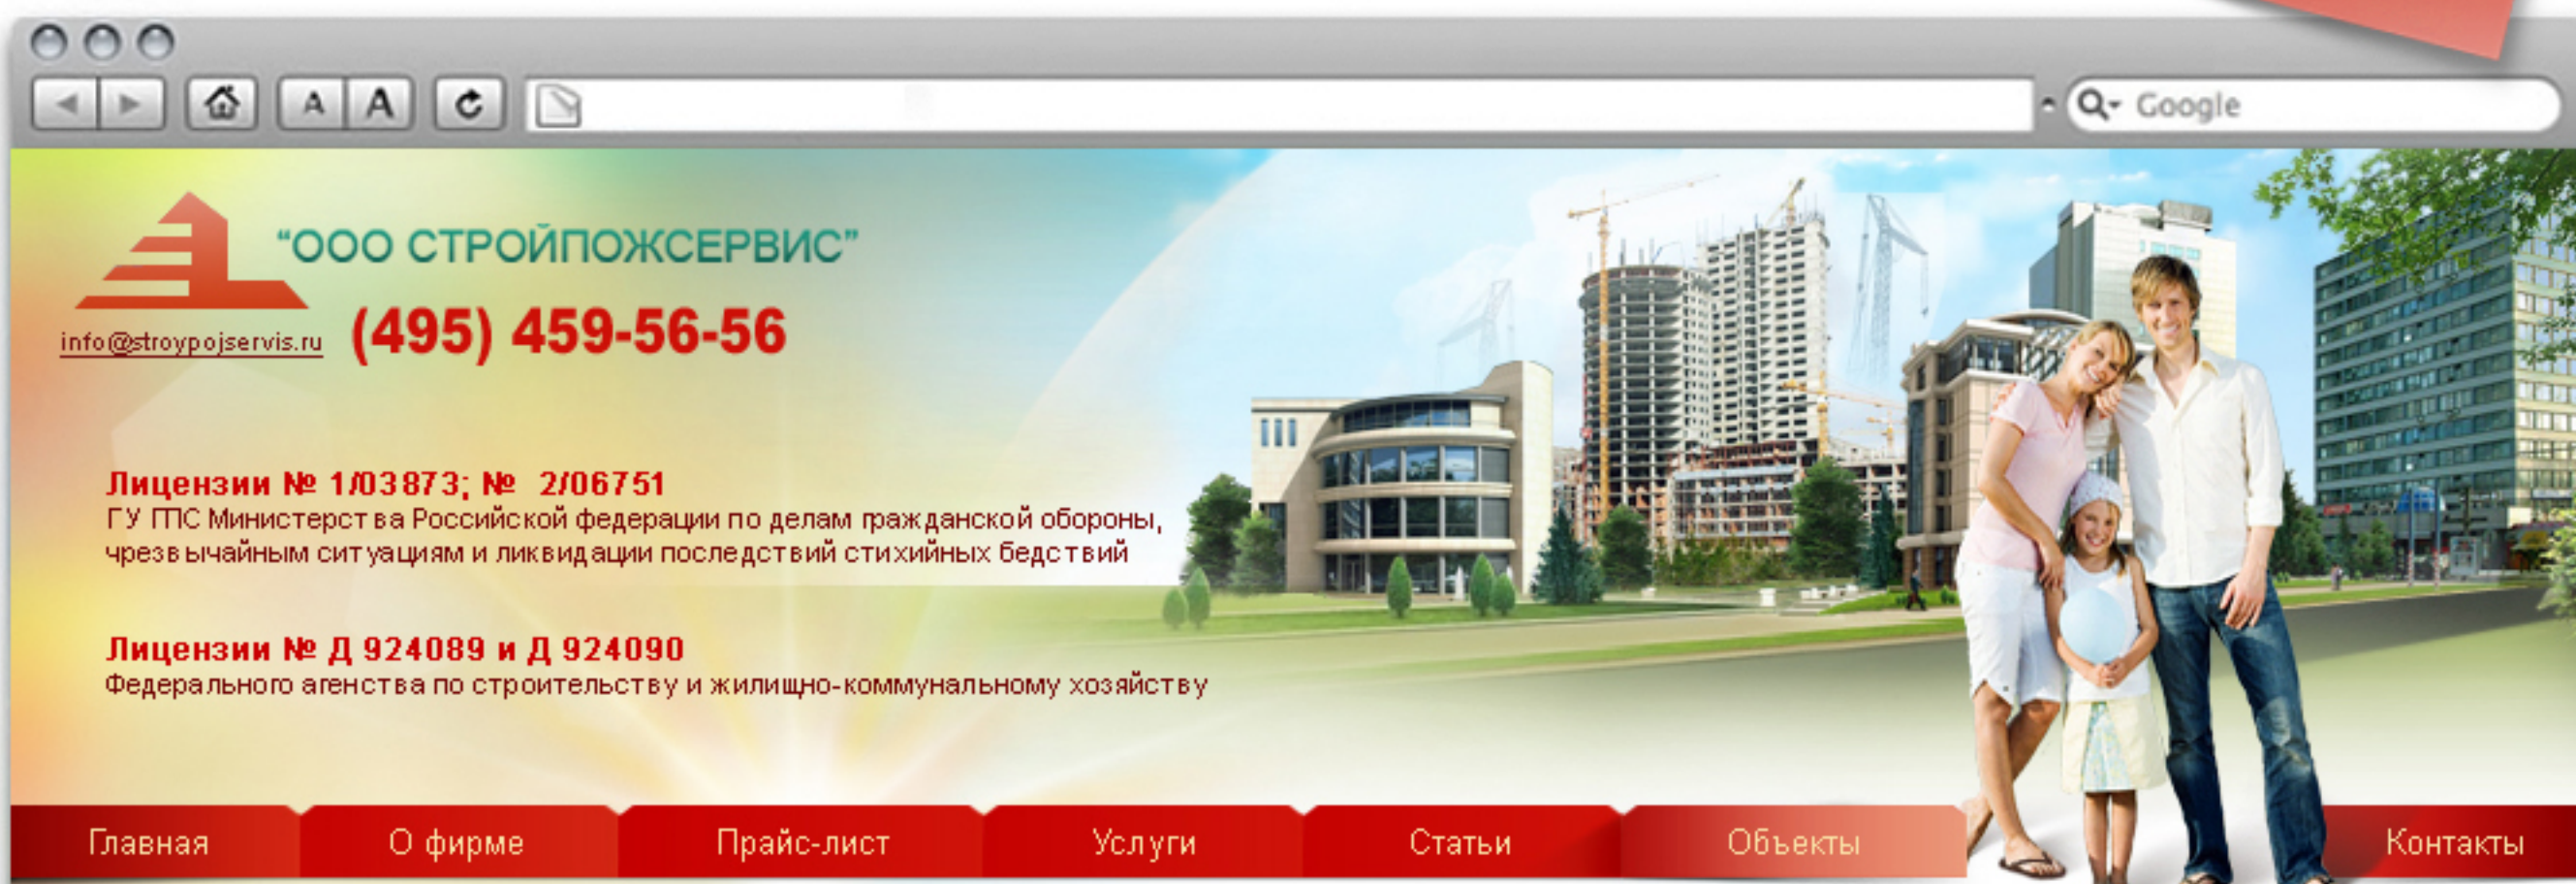 A A
Google
"ООО СТРОЙПОЖСЕРВИС"
info@stroypojservis.ru (495) 459-56-56
Лицензии № 1/03873; № 2/06751
ГУ ГПС Министерства Российской федерации по делам гражданской обороны,
чрезвычайным ситуациям и ликвидации последствий стихийных бедствий
Лицензии № Д 924089 и Д 924090
Федерального агенства по строительству и жилищно-коммунальному хозяйству
Главная О фирме Прайс-лист Услуги Статьи Объекты Контакты